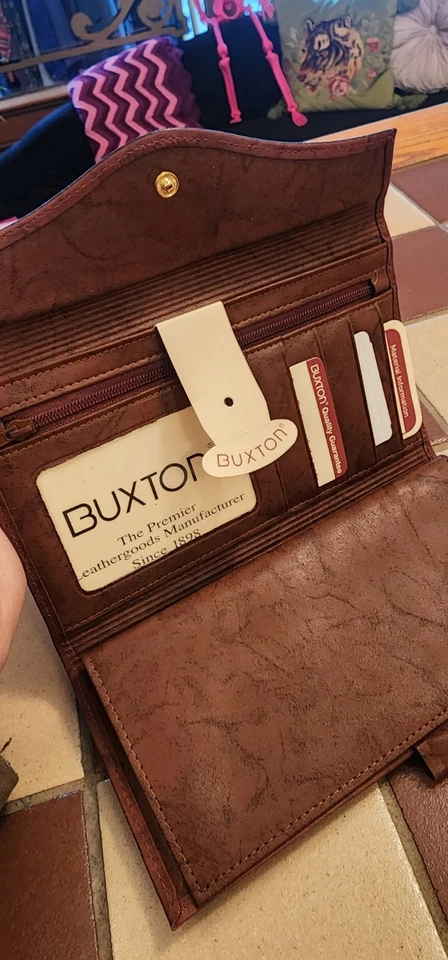 BUXTON®
The Premier
Leathergoods Manufacturer
Since 1898
BUXTON®
BUXTON® Quality Guarantee
Material Information